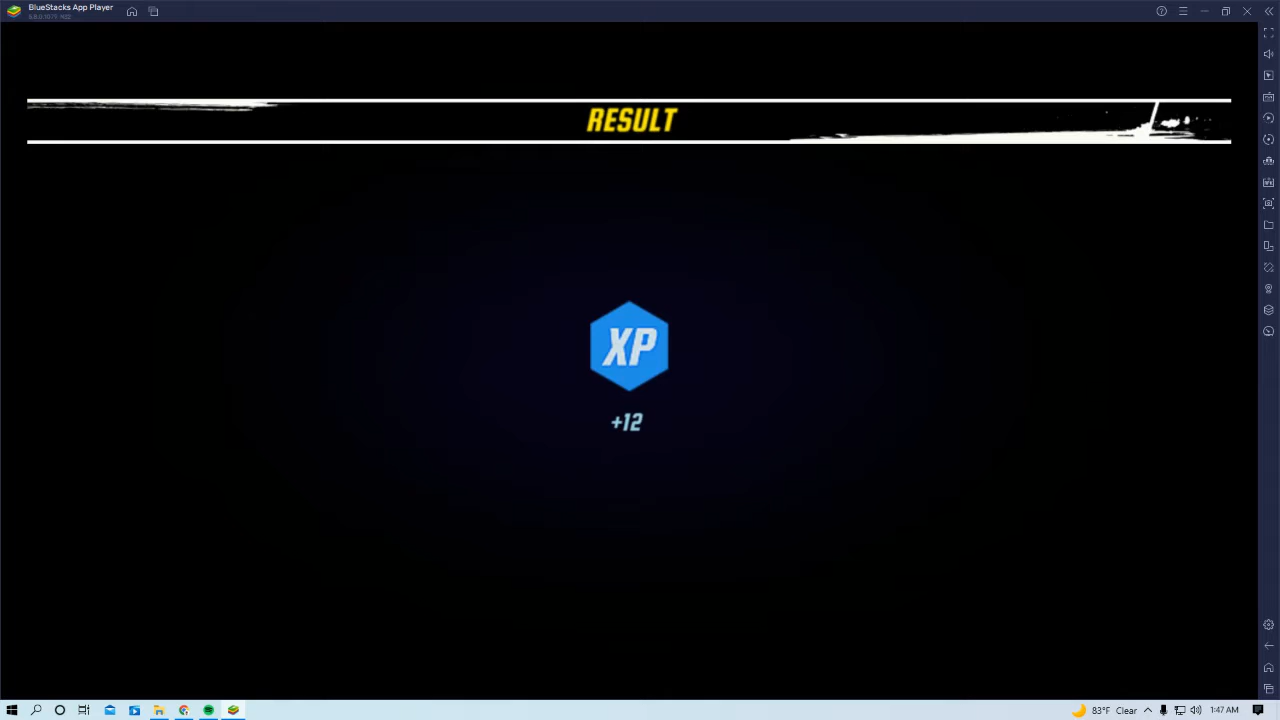 BlueStacks App Player
RESULT
XP
+12
83°F Clear
1:47 AM